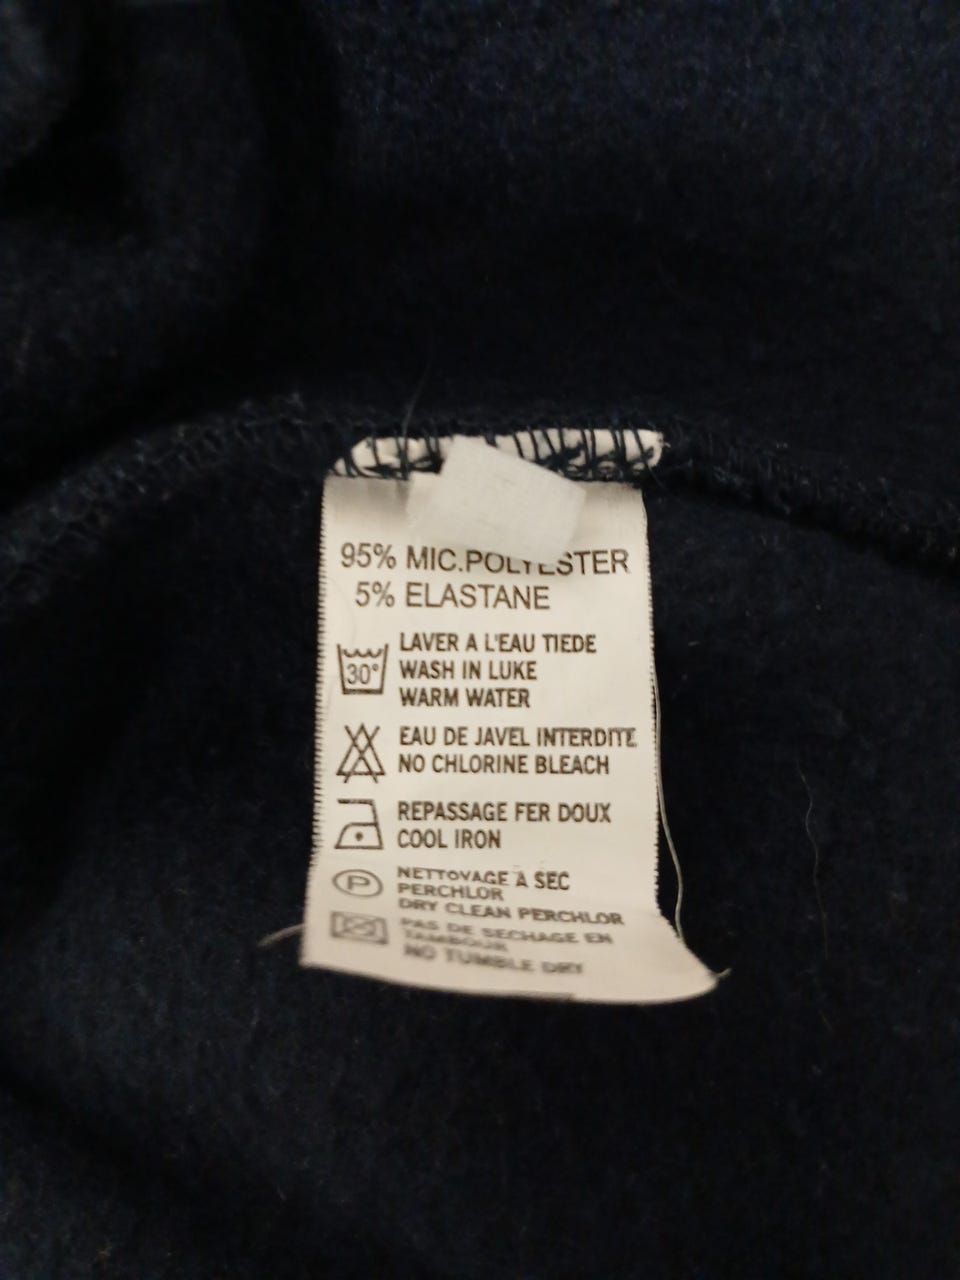 95% MIC.POLYESTER
5% ELASTANE
30°
LAVER A L'EAU TIEDE
WASH IN LUKE
WARM WATER
EAU DE JAVEL INTERDITE
NO CHLORINE BLEACH
REPASSAGE FER DOUX
COOL IRON
P
NETTOYAGE A SEC
PERCHLOR
DRY CLEAN PERCHLOR
PAS DE SECHAGE EN
TAMBOUR
NO TUMBLE DRY